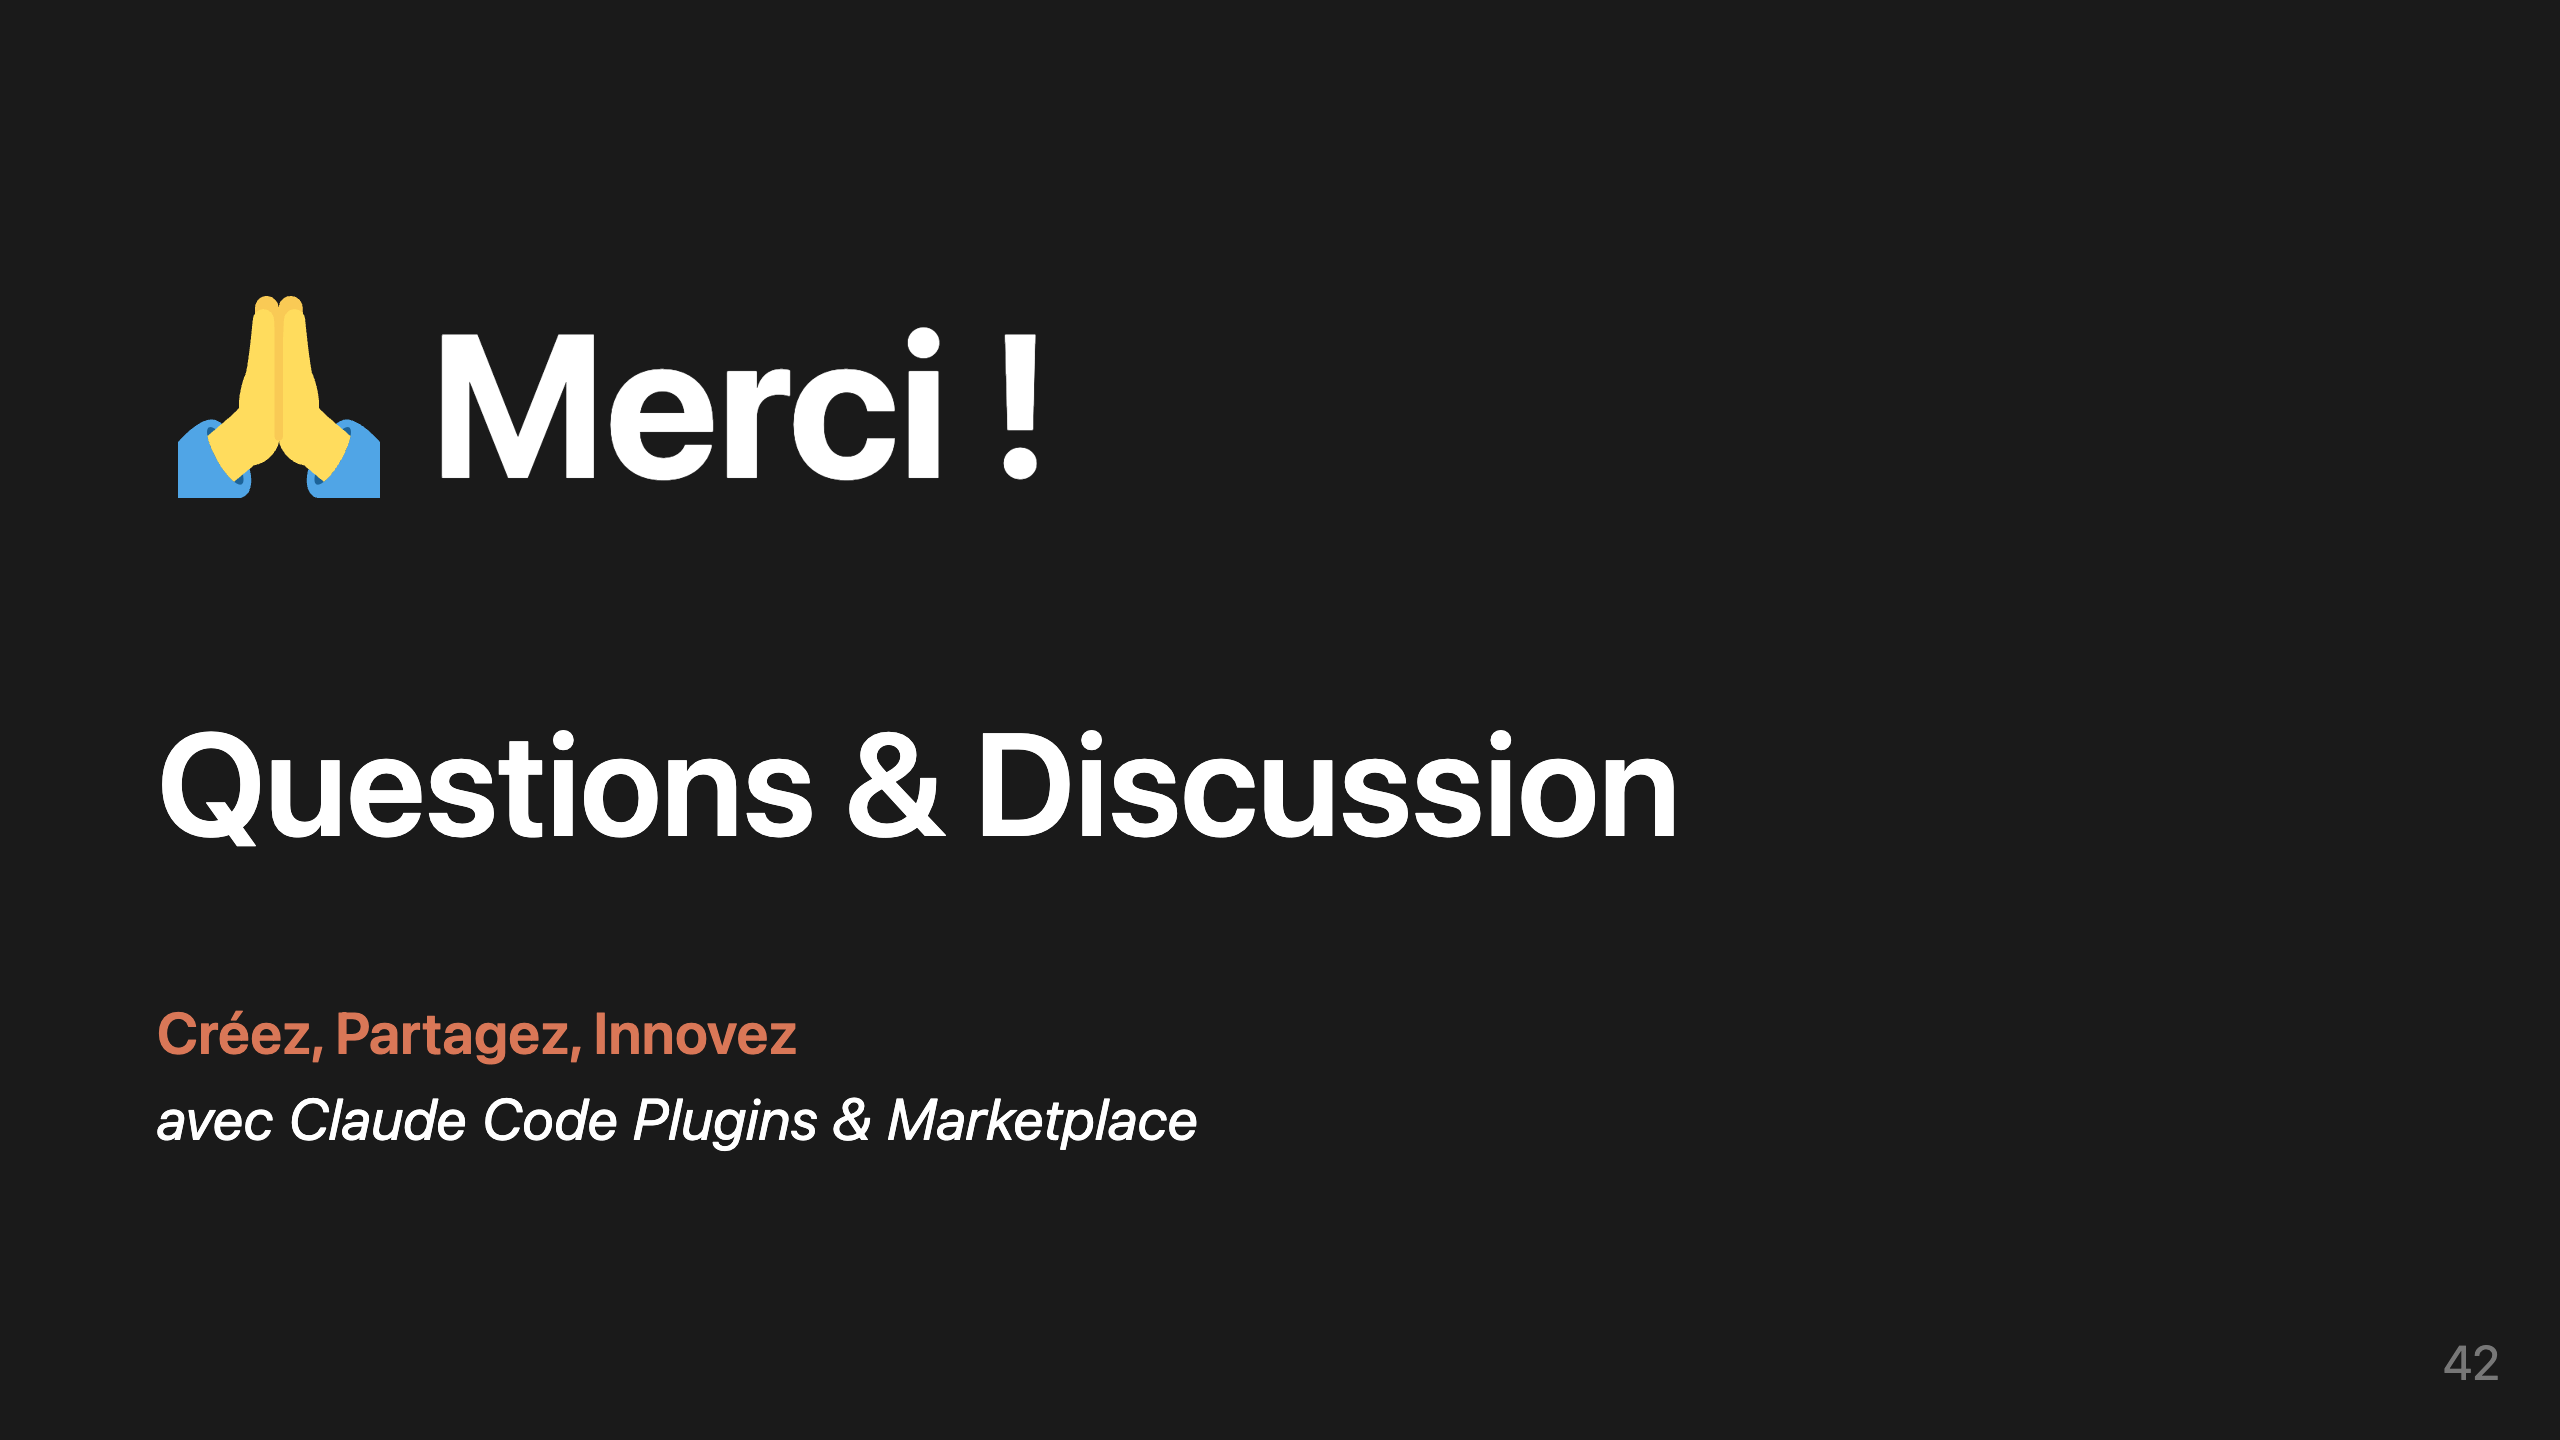 🙏 Merci !
Questions & Discussion
Créez, Partagez, Innovez
avec Claude Code Plugins & Marketplace
42